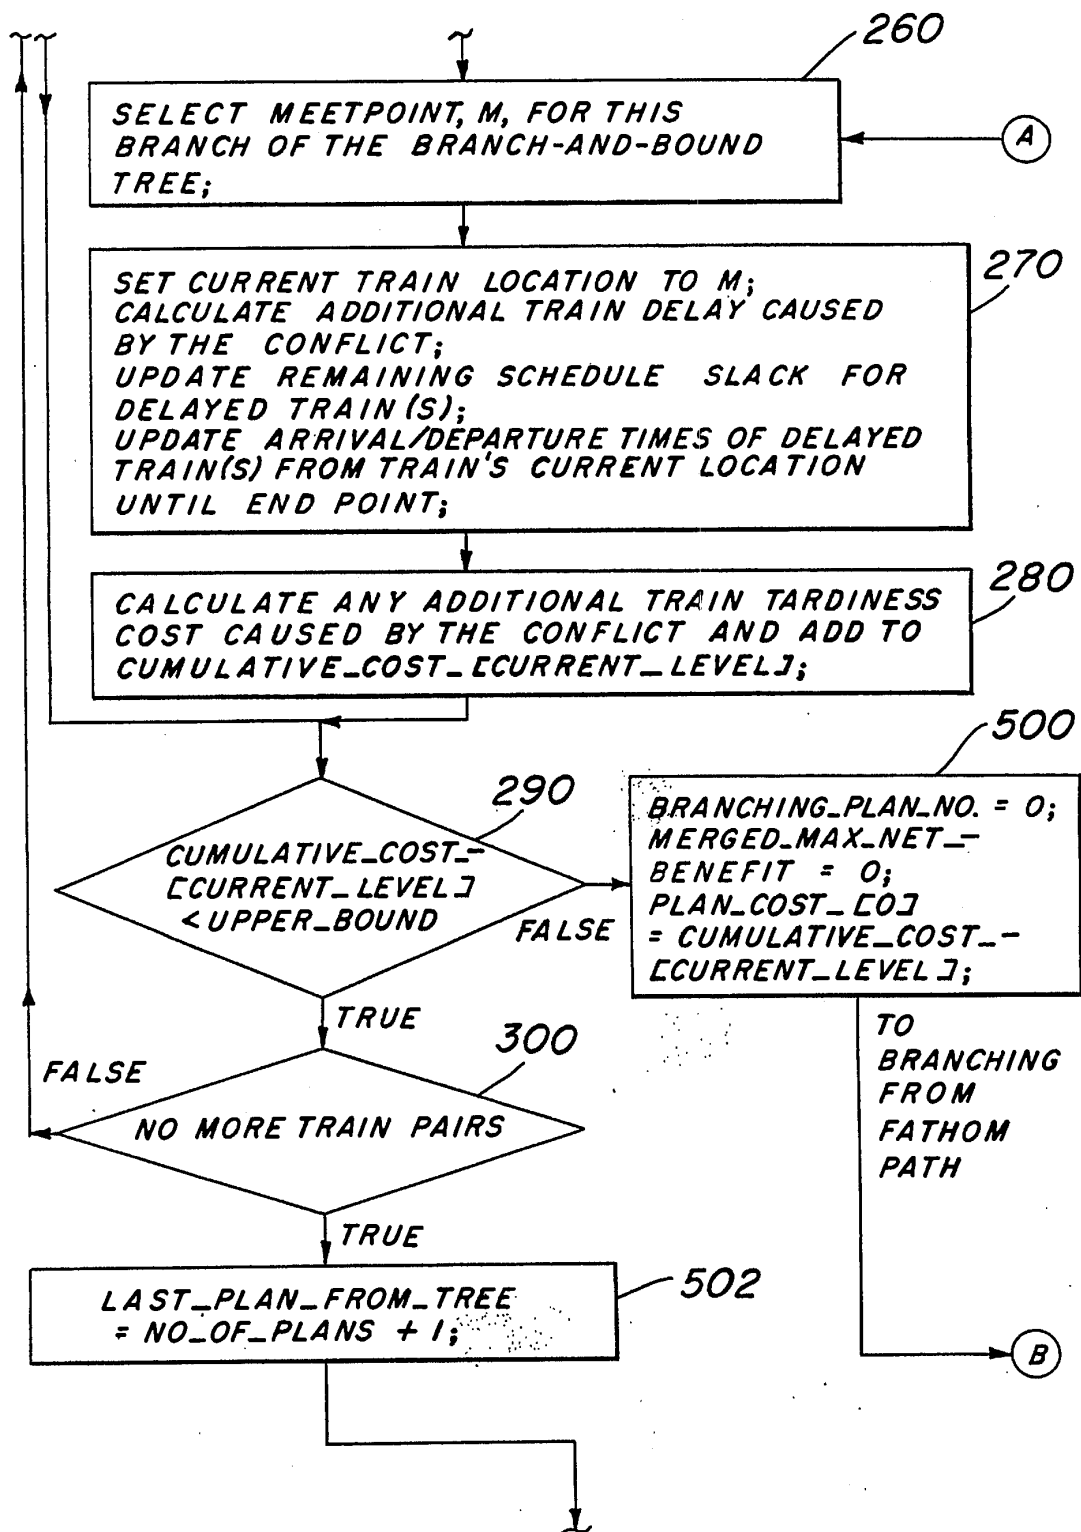 260
SELECT MEETPOINT, M, FOR THIS
BRANCH OF THE BRANCH-AND-BOUND
TREE;
A
270
SET CURRENT TRAIN LOCATION TO M;
CALCULATE ADDITIONAL TRAIN DELAY CAUSED
BY THE CONFLICT;
UPDATE REMAINING SCHEDULE SLACK FOR
DELAYED TRAIN(S);
UPDATE ARRIVAL/DEPARTURE TIMES OF DELAYED
TRAIN(S) FROM TRAIN'S CURRENT LOCATION
UNTIL END POINT;
280
CALCULATE ANY ADDITIONAL TRAIN TARDINESS
COST CAUSED BY THE CONFLICT AND ADD TO
CUMULATIVE_COST_[CURRENT_LEVEL];
290
CUMULATIVE_COST_-
[CURRENT_LEVEL]
<UPPER_BOUND
FALSE
500
BRANCHING_PLAN_NO. = 0;
MERGED_MAX_NET_-
BENEFIT = 0;
PLAN_COST_[0]
= CUMULATIVE_COST_-
[CURRENT_LEVEL];
TRUE
TO
BRANCHING
FROM
FATHOM
PATH
300
FALSE
NO MORE TRAIN PAIRS
TRUE
502
LAST_PLAN_FROM_TREE
= NO_OF_PLANS + 1;
B